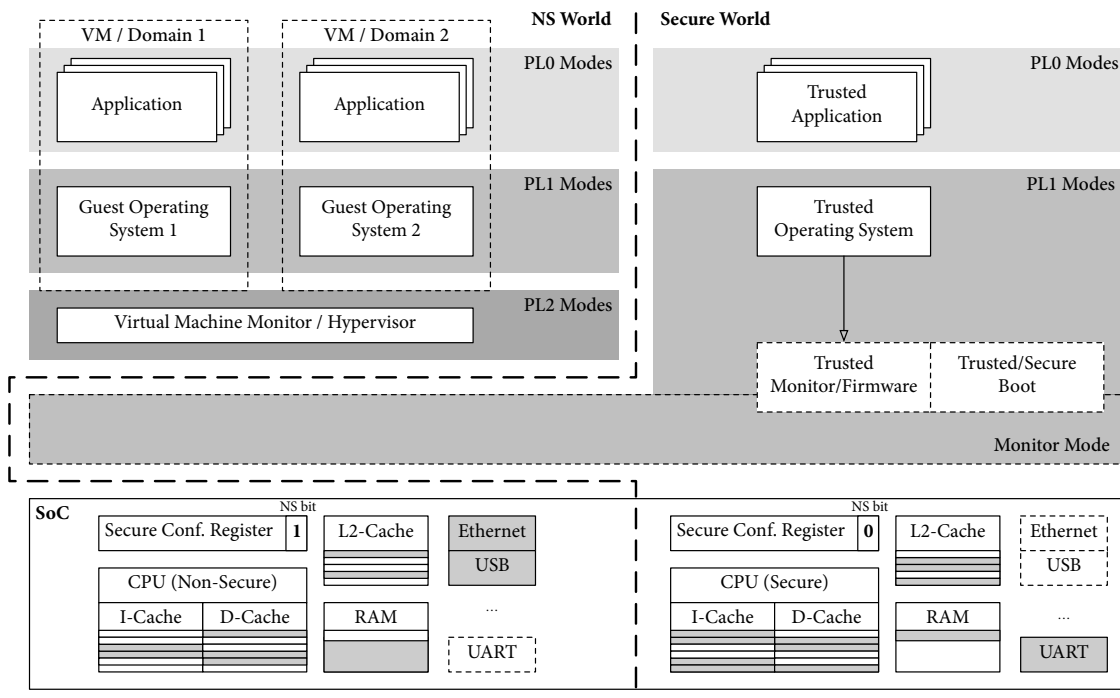 NS World
Secure World
VM / Domain 1
VM / Domain 2
PL0 Modes
PL0 Modes
Application
Application
Trusted
Application
PL1 Modes
PL1 Modes
Guest Operating
System 1
Guest Operating
System 2
Trusted
Operating System
PL2 Modes
Virtual Machine Monitor / Hypervisor
Trusted
Monitor/Firmware
Trusted/Secure
Boot
Monitor Mode
SoC
NS bit
Secure Conf. Register
1
L2-Cache
Ethernet
USB
CPU (Non-Secure)
I-Cache
D-Cache
RAM
...
UART
NS bit
Secure Conf. Register
0
L2-Cache
Ethernet
USB
CPU (Secure)
I-Cache
D-Cache
RAM
...
UART